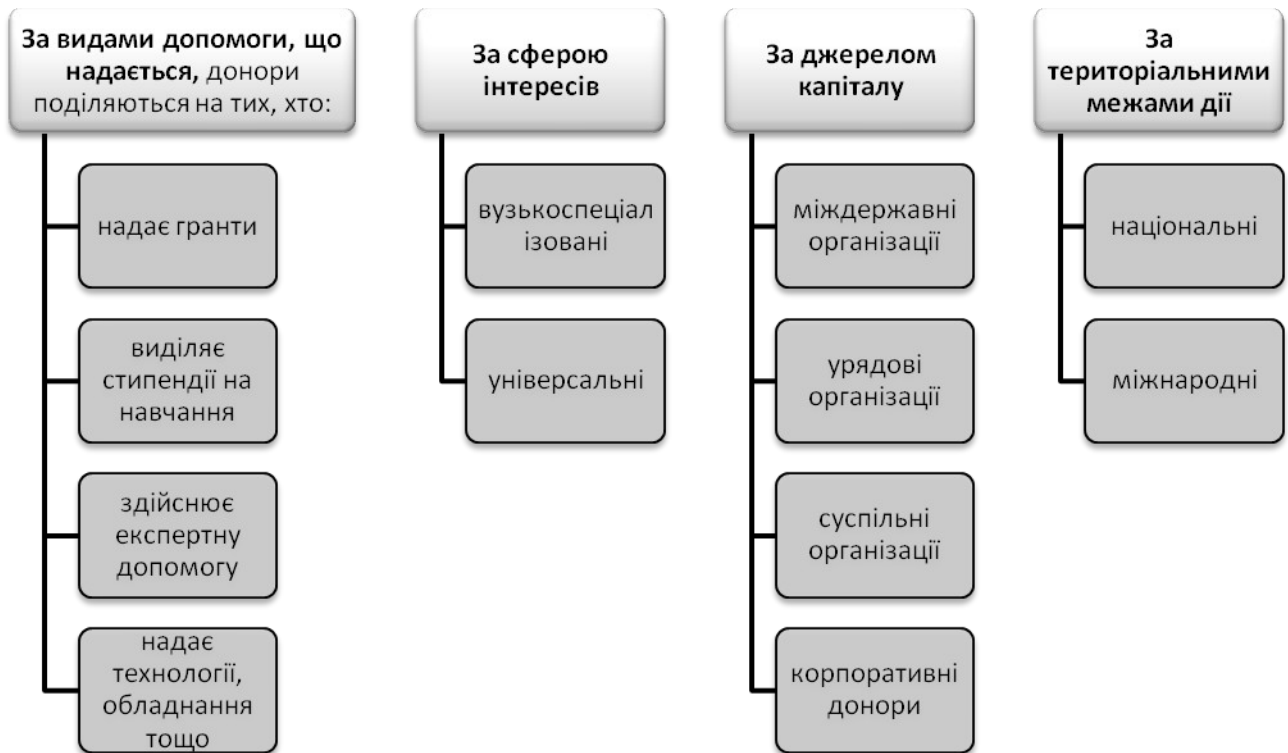 За видами допомоги, що
надається, донори
поділяються на тих, хто:
надає гранти
виділяє
стипендії на
навчання
здійснює
експертну
допомогу
надає
технології,
обладнання
тощо
За сферою
інтересів
вузькоспеціал
ізовані
універсальні
За джерелом
капіталу
міждержавні
організації
урядові
організації
суспільні
організації
корпоративні
донори
За
територіальними
межами дії
національні
міжнародні